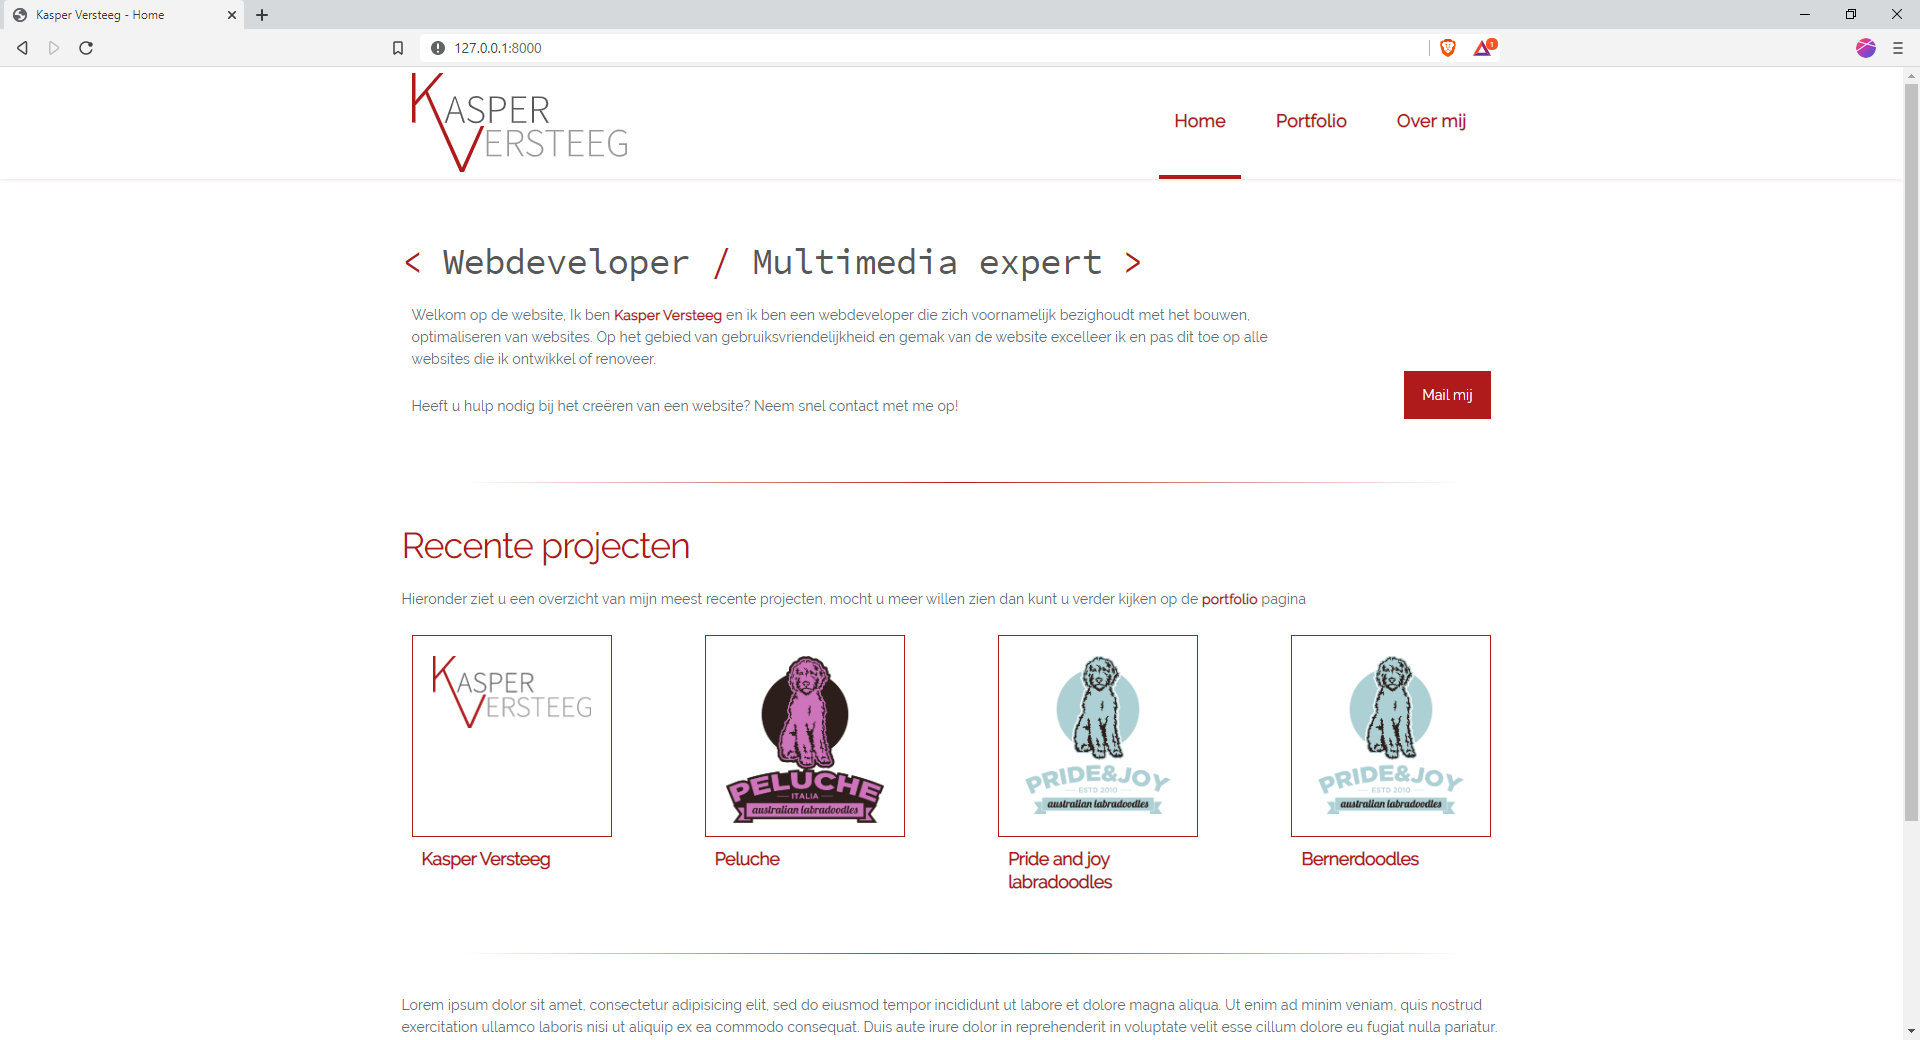 Kasper Versteeg - Home
127.0.0.1:8000
1
KASPER
VERSTEEG
Home
Portfolio
Over mij
< Webdeveloper / Multimedia expert >
Welkom op de website, Ik ben Kasper Versteeg en ik ben een webdeveloper die zich voornamelijk bezighoudt met het bouwen,
optimaliseren van websites. Op het gebied van gebruiksvriendelijkheid en gemak van de website excelleer ik en pas dit toe op alle
websites die ik ontwikkel of renoveer.
Heeft u hulp nodig bij het creëren van een website? Neem snel contact met me op!
Mail mij
Recente projecten
Hieronder ziet u een overzicht van mijn meest recente projecten, mocht u meer willen zien dan kunt u verder kijken op de portfolio pagina
KASPER
VERSTEEG
Kasper Versteeg
PELUCHE
ITALIA
australian labradoodles
Peluche
PRIDE&JOY
ESTD 2010
australian labradoodles
Pride and joy
labradoodles
PRIDE&JOY
ESTD 2010
australian labradoodles
Bernerdoodles
Lorem ipsum dolor sit amet, consectetur adipisicing elit, sed do eiusmod tempor incididunt ut labore et dolore magna aliqua. Ut enim ad minim veniam, quis nostrud
exercitation ullamco laboris nisi ut aliquip ex ea commodo consequat. Duis aute irure dolor in reprehenderit in voluptate velit esse cillum dolore eu fugiat nulla pariatur.